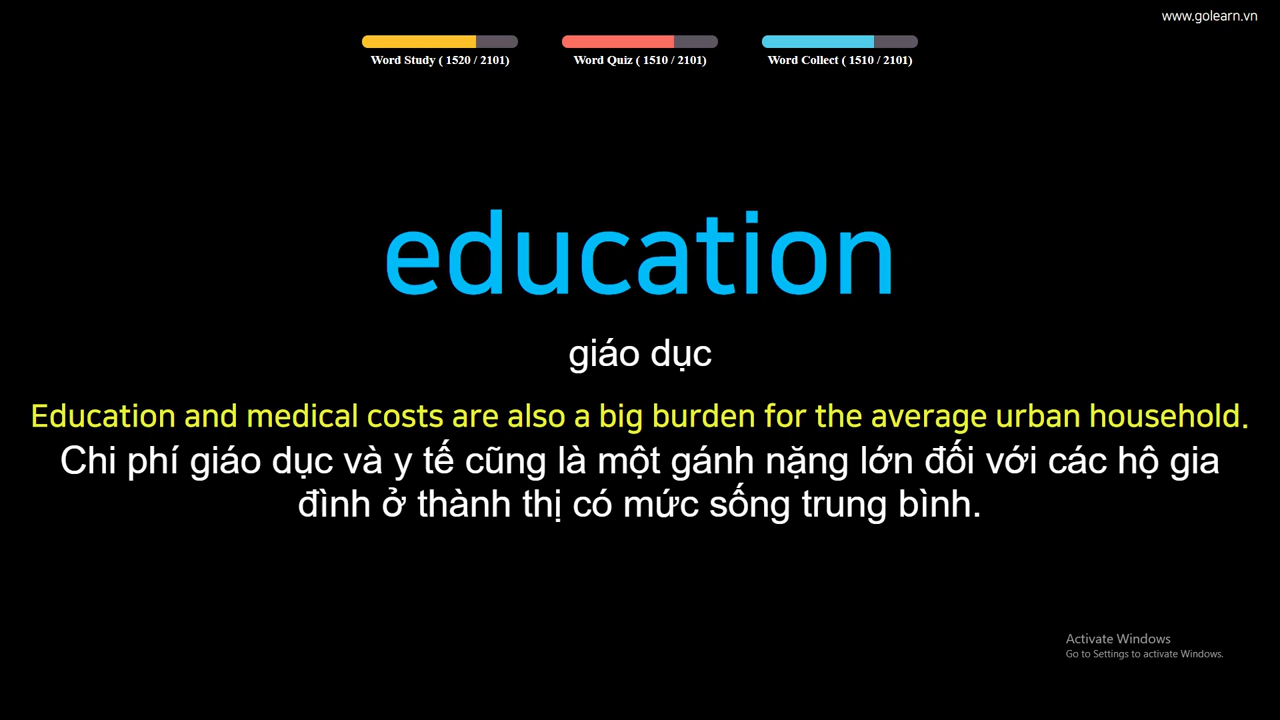 www.golearn.vn
Word Study ( 1520 / 2101)
Word Quiz ( 1510 / 2101)
Word Collect ( 1510 / 2101)
education
giáo dục
Education and medical costs are also a big burden for the average urban household.
Chi phí giáo dục và y tế cũng là một gánh nặng lớn đối với các hộ gia
đình ở thành thị có mức sống trung bình.
Activate Windows
Go to Settings to activate Windows.